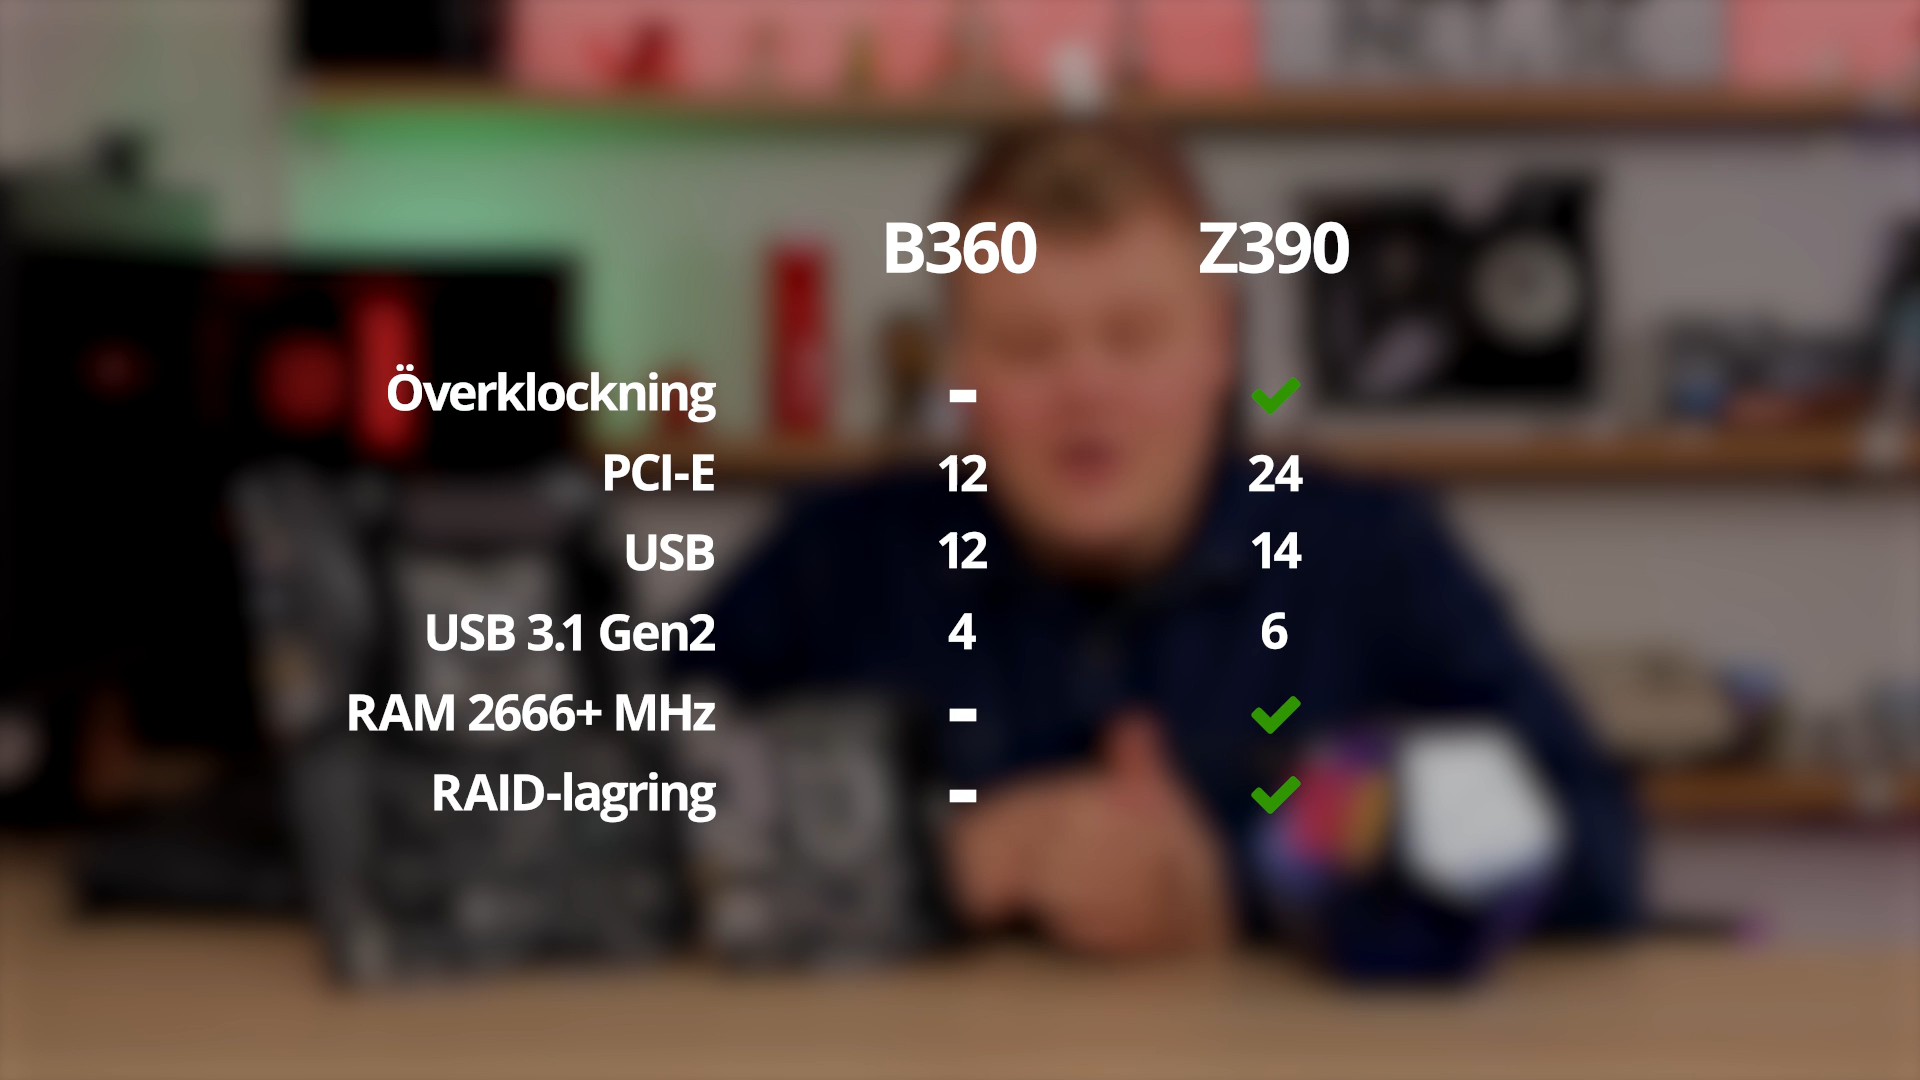 B360 Z390
Överklockning - ✓
PCI-E 12 24
USB 12 14
USB 3.1 Gen2 4 6
RAM 2666+ MHz - ✓
RAID-lagring - ✓